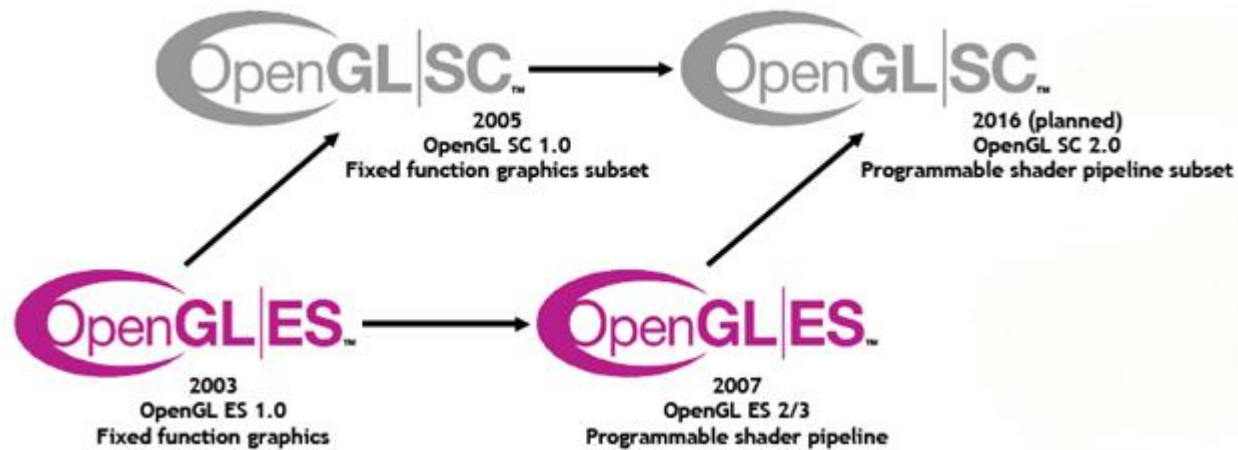 OpenGL|SC™
2005
OpenGL SC 1.0
Fixed function graphics subset
OpenGL|SC™
2016 (planned)
OpenGL SC 2.0
Programmable shader pipeline subset
OpenGL|ES™
2003
OpenGL ES 1.0
Fixed function graphics
OpenGL|ES™
2007
OpenGL ES 2/3
Programmable shader pipeline